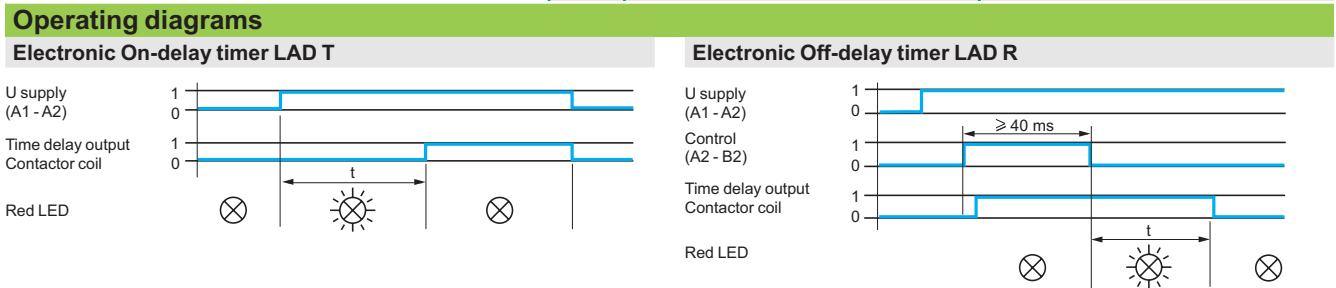 Operating diagrams
Electronic On-delay timer LAD T
U supply
(A1 - A2)
1
0
Time delay output
Contactor coil
1
0
t
Red LED
Electronic Off-delay timer LAD R
U supply
(A1 - A2)
1
0
Control
(A2 - B2)
⩾ 40 ms
1
0
Time delay output
Contactor coil
1
0
t
Red LED